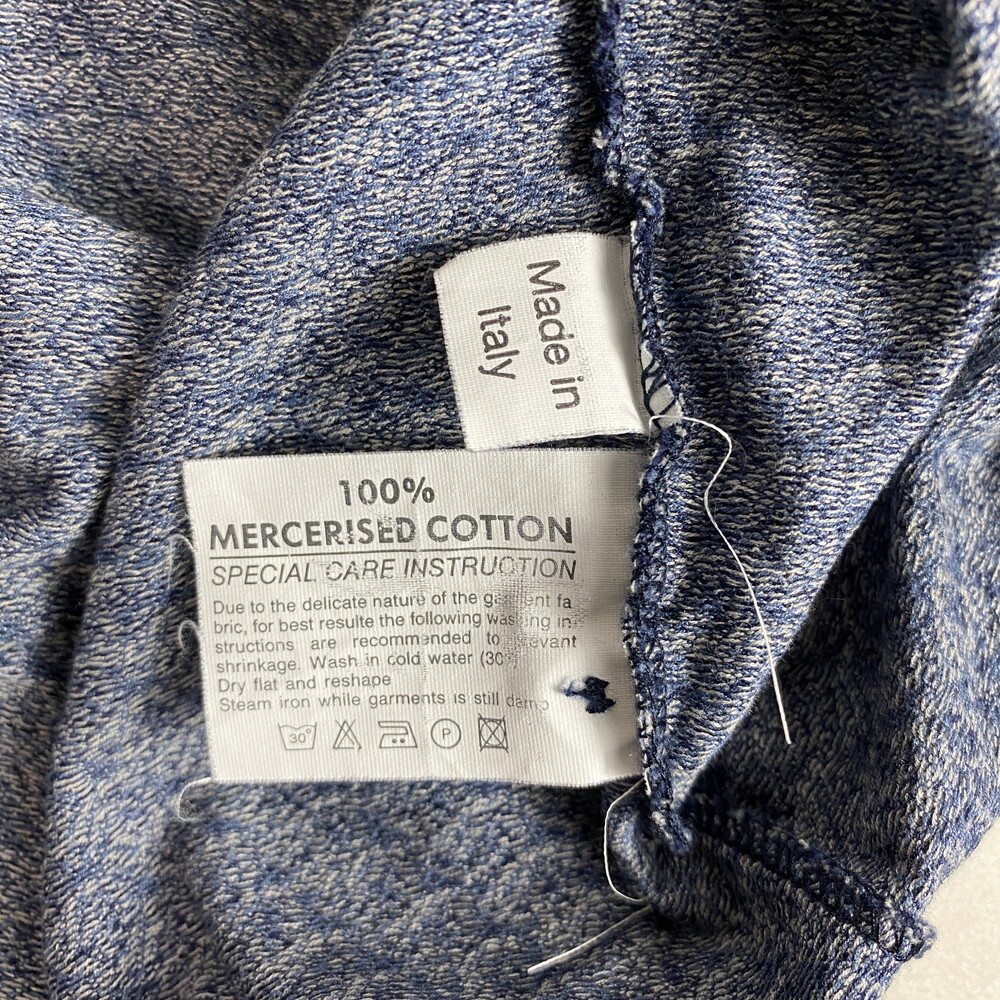 Made in
Italy
100%
MERCERISED COTTON
SPECIAL CARE INSTRUCTION
Due to the delicate nature of the garment fa
bric, for best resulte the following washing in-
structions are recommended to prevent
shrinkage. Wash in cold water (30°)
Dry flat and reshape
Steam iron while garments is still damp
30°
P